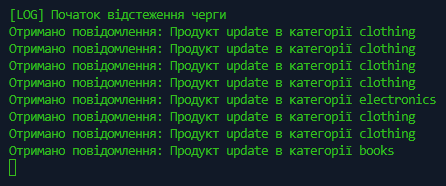 [LOG] Початок відстеження черги
Отримано повідомлення: Продукт update в категорії clothing
Отримано повідомлення: Продукт update в категорії clothing
Отримано повідомлення: Продукт update в категорії clothing
Отримано повідомлення: Продукт update в категорії clothing
Отримано повідомлення: Продукт update в категорії electronics
Отримано повідомлення: Продукт update в категорії clothing
Отримано повідомлення: Продукт update в категорії clothing
Отримано повідомлення: Продукт update в категорії books